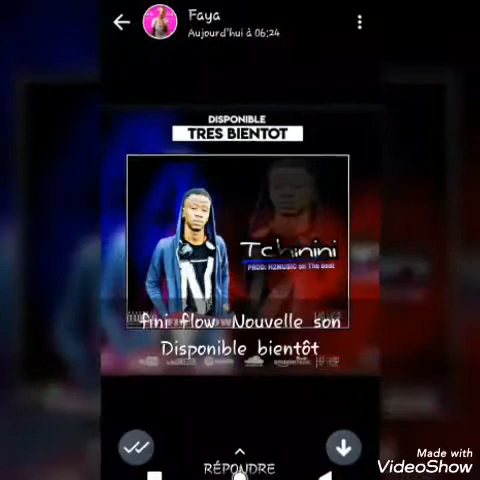 Faya
Aujourd'hui à 06:24
DISPONIBLE
TRES BIENTOT
Tchinini
PROD: H2MUSIC on The beat
fini flow Nouvelle son
Disponible bientôt
RÉPONDRE
Made with
VideoShow